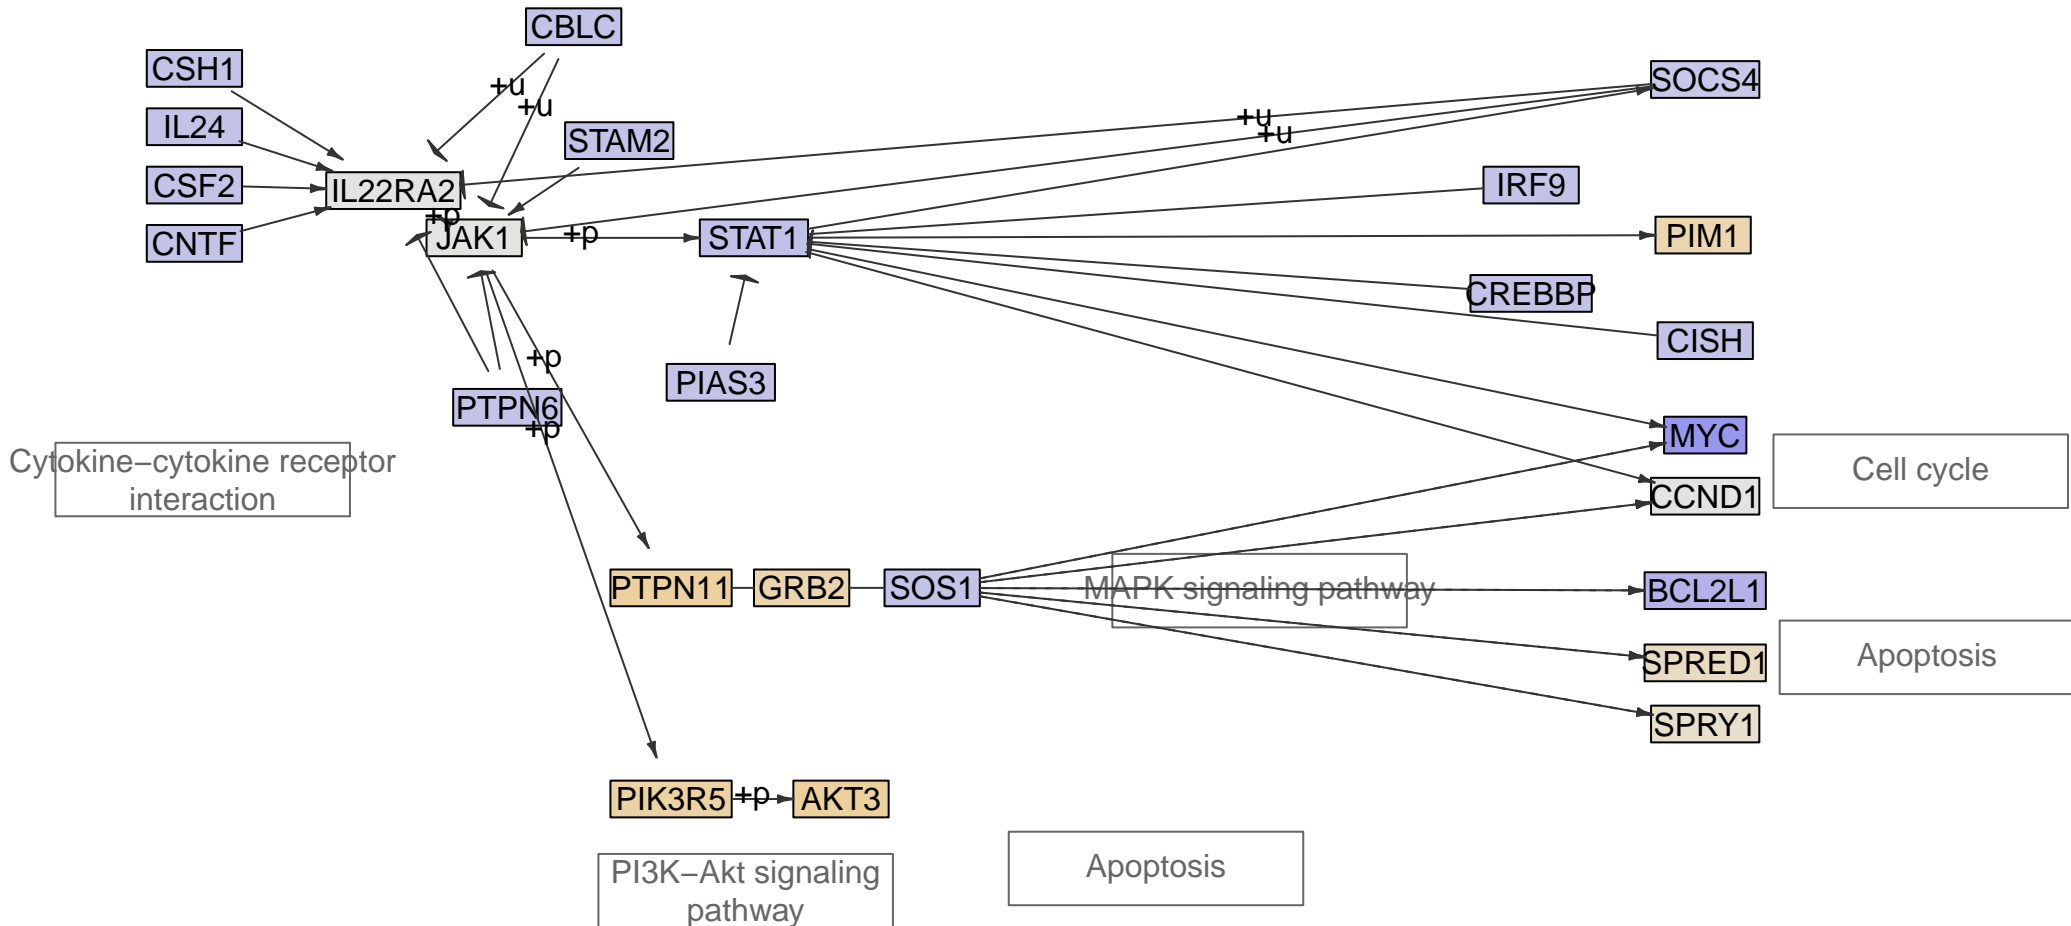 CBLC
CSH1
SOCS4
+u
+u
+u
IL24
+u
STAM2
CSF2
IL22RA2
IRF9
+p
CNTF
JAK1
+p
STAT1
PIM1
CREBBP
CISH
+p
PIAS3
PTPN6
+p
MYC
Cytokine−cytokine receptor
interaction
Cell cycle
CCND1
PTPN11
GRB2
SOS1
MAPK signaling pathway
BCL2L1
SPRED1
Apoptosis
SPRY1
PIK3R5
+p
AKT3
Apoptosis
PI3K−Akt signaling
pathway